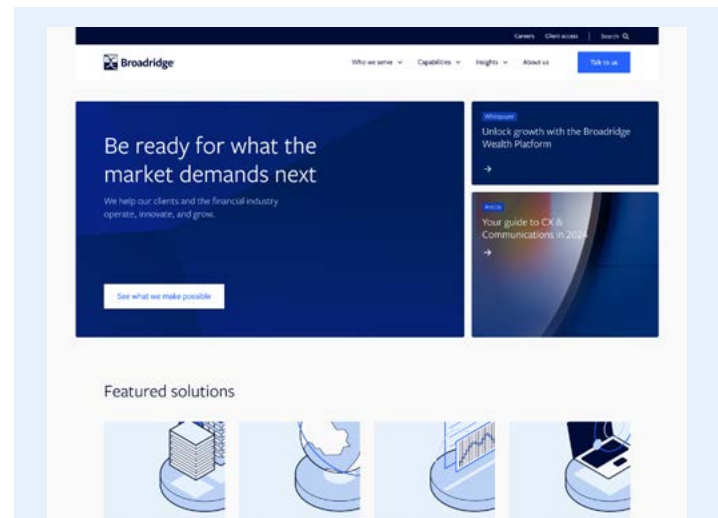 Careers Client access Search
Broadridge
Who we serve Capabilities Insights About us Talk to us
Be ready for what the
market demands next
We help our clients and the financial industry
operate, innovate, and grow.
See what we make possible
Whitepaper
Unlock growth with the Broadridge
Wealth Platform
Article
Your guide to CX &
Communications in 2024
Featured solutions